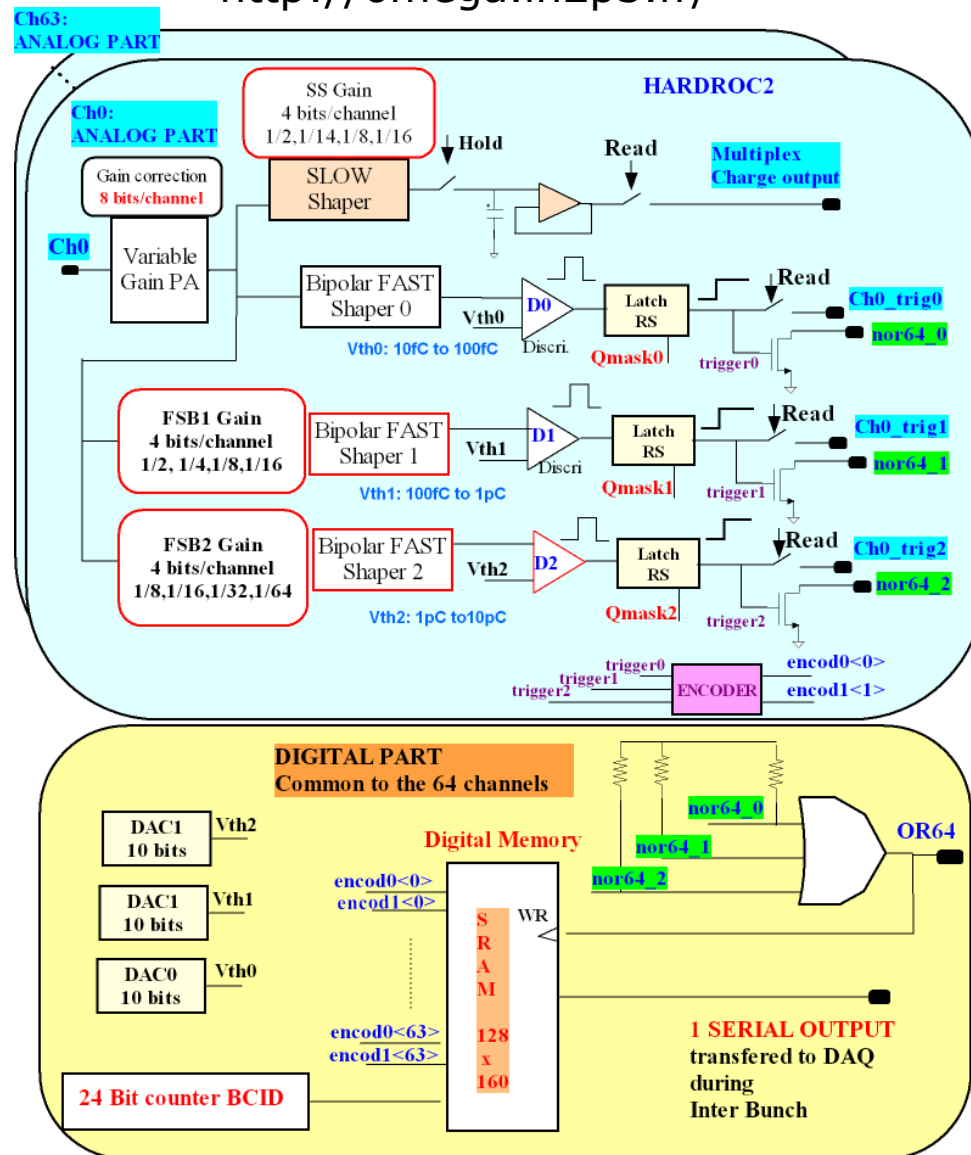 Ch63:
ANALOG PART
HARDROC2
SS Gain
4 bits/channel
1/2,1/14,1/8,1/16
Ch0:
ANALOG PART
Gain correction
8 bits/channel
Ch0
Variable
Gain PA
SLOW
Shaper
Hold
Read
Multiplex
Charge output
Bipolar FAST
Shaper 0
Vth0
D0
Discri.
Vth0: 10fC to 100fC
Latch
RS
Qmask0
trigger0
Read
Ch0_trig0
nor64_0
FSB1 Gain
4 bits/channel
1/2, 1/4,1/8,1/16
Bipolar FAST
Shaper 1
Vth1
D1
Discri
Vth1: 100fC to 1pC
Latch
RS
Qmask1
trigger1
Read
Ch0_trig1
nor64_1
FSB2 Gain
4 bits/channel
1/8,1/16,1/32,1/64
Bipolar FAST
Shaper 2
Vth2
D2
Vth2: 1pC to10pC
Latch
RS
Qmask2
trigger2
Read
Ch0_trig2
nor64_2
trigger0
trigger1
trigger2
ENCODER
encod0<0>
encod1<1>
DIGITAL PART
Common to the 64 channels
DAC1
10 bits
Vth2
DAC1
10 bits
Vth1
DAC0
10 bits
Vth0
Digital Memory
encod0<0>
encod1<0>
encod0<63>
encod1<63>
S
R
A
M
128
x
160
WR
nor64_0
nor64_1
nor64_2
OR64
1 SERIAL OUTPUT
transfered to DAQ
during
Inter Bunch
24 Bit counter BCID